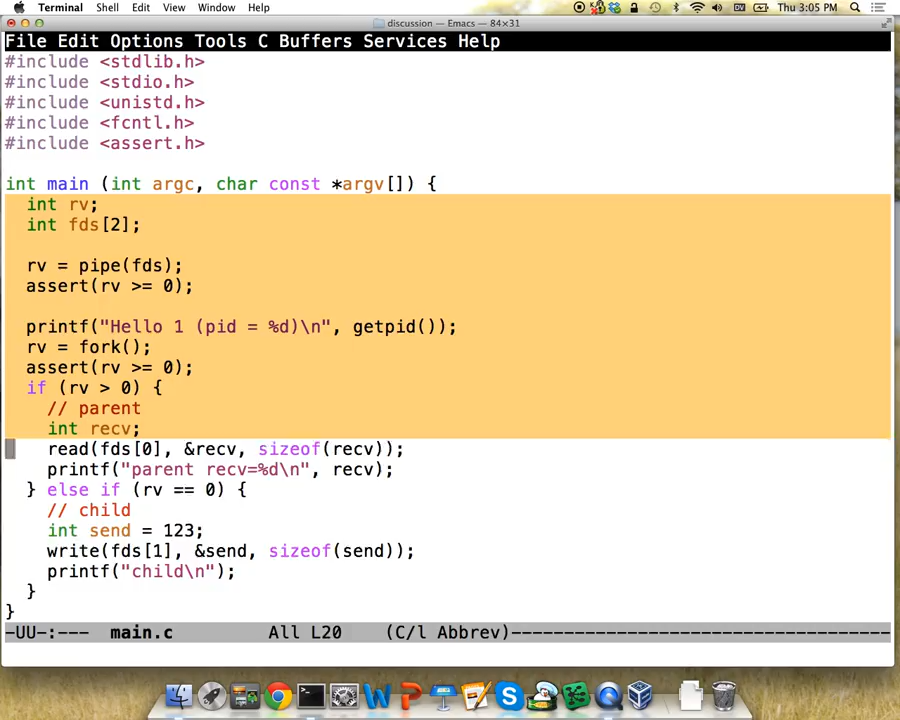 Terminal Shell Edit View Window Help Thu 3:05 PM
discussion — Emacs — 84×31
File Edit Options Tools C Buffers Services Help
#include <stdlib.h>
#include <stdio.h>
#include <unistd.h>
#include <fcntl.h>
#include <assert.h>
int main (int argc, char const *argv[]) {
int rv;
int fds[2];
rv = pipe(fds);
assert(rv >= 0);
printf("Hello 1 (pid = %d)\n", getpid());
rv = fork();
assert(rv >= 0);
if (rv > 0) {
// parent
int recv;
read(fds[0], &recv, sizeof(recv));
printf("parent recv=%d\n", recv);
} else if (rv == 0) {
// child
int send = 123;
write(fds[1], &send, sizeof(send));
printf("child\n");
}
}
-UU-:--- main.c All L20 (C/l Abbrev)------------------------------------